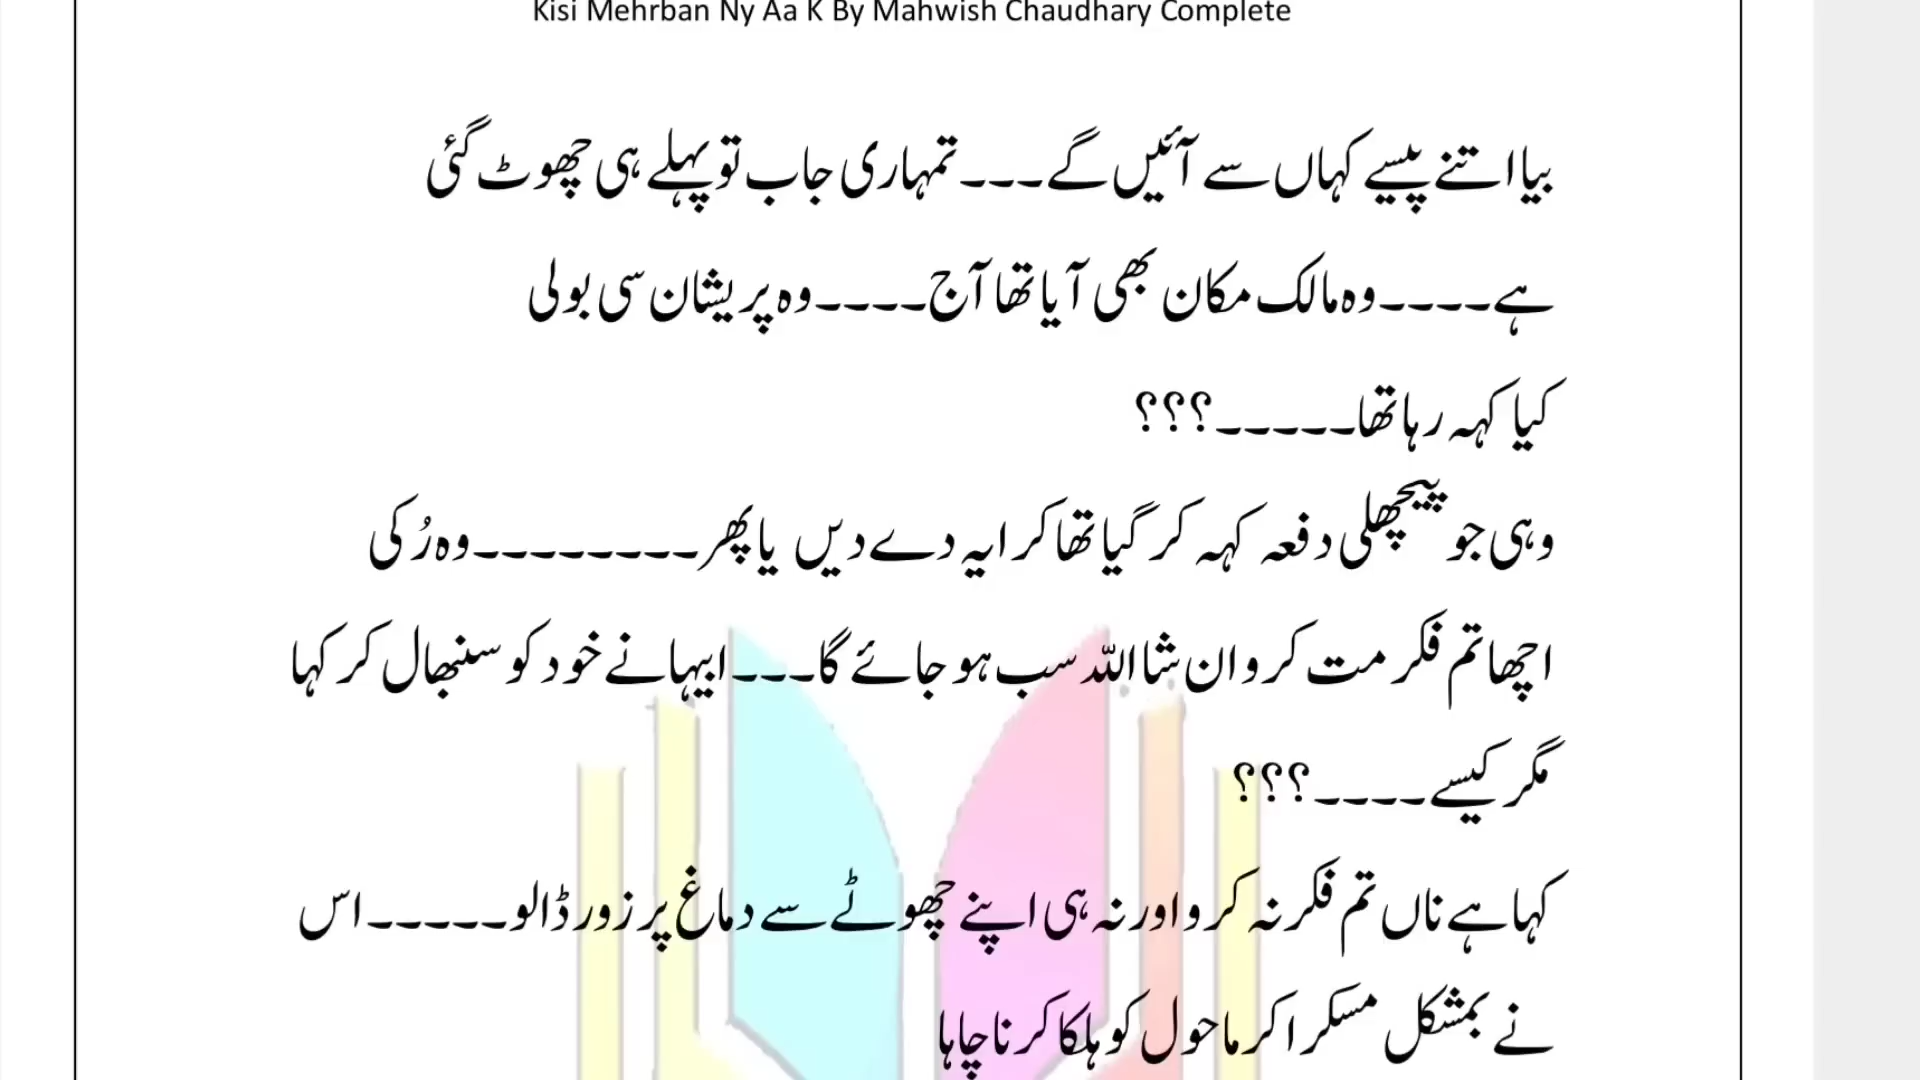 Kisi Mehrban Ny Aa K By Mahwish Chaudhary Complete
بیا اتنے پیسے کہاں سے آئیں گے۔۔۔ تمہاری جاب تو پہلے ہی چھوٹ گئی
ہے۔۔۔۔وہ مالک مکان بھی آیا تھا آج۔۔۔۔وہ پریشان سی بولی
کیا کہہ رہا تھا۔۔۔۔۔؟؟؟
وہی جو پیچھلی دفعہ کہہ کر گیا تھا کرایہ دے دیں یا پھر۔۔۔۔۔۔۔۔وہ رُکی
اچھا تم فکر مت کرو ان شا اللہ سب ہو جائے گا۔۔۔ابیہا نے خود کو سنبھال کر کہا
مگر کیسے۔۔۔۔؟؟؟
کہا ہے ناں تم فکر نہ کرو اور نہ ہی اپنے چھوٹے سے دماغ پر زور ڈالو۔۔۔۔۔اس
نے بمشکل مسکرا کر ماحول کو ہلکا کرنا چاہا